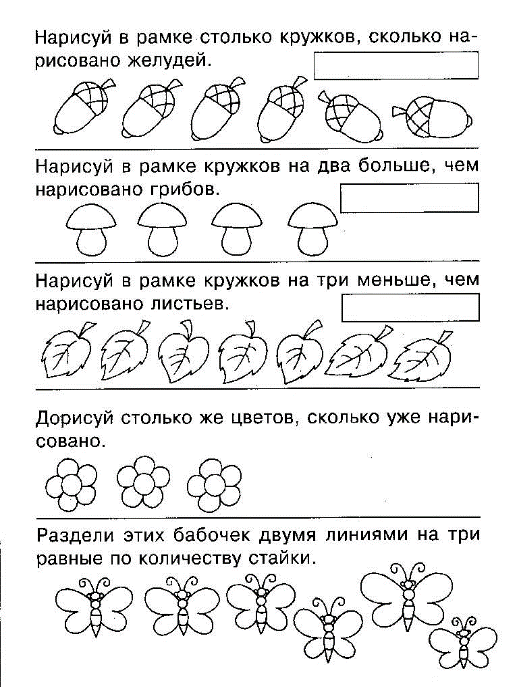 Нарисуй в рамке столько кружков, сколько на-
рисовано желудей.
Нарисуй в рамке кружков на два больше, чем
нарисовано грибов.
Нарисуй в рамке кружков на три меньше, чем
нарисовано листьев.
Дорисуй столько же цветов, сколько уже нари-
совано.
Раздели этих бабочек двумя линиями на три
равные по количеству стайки.